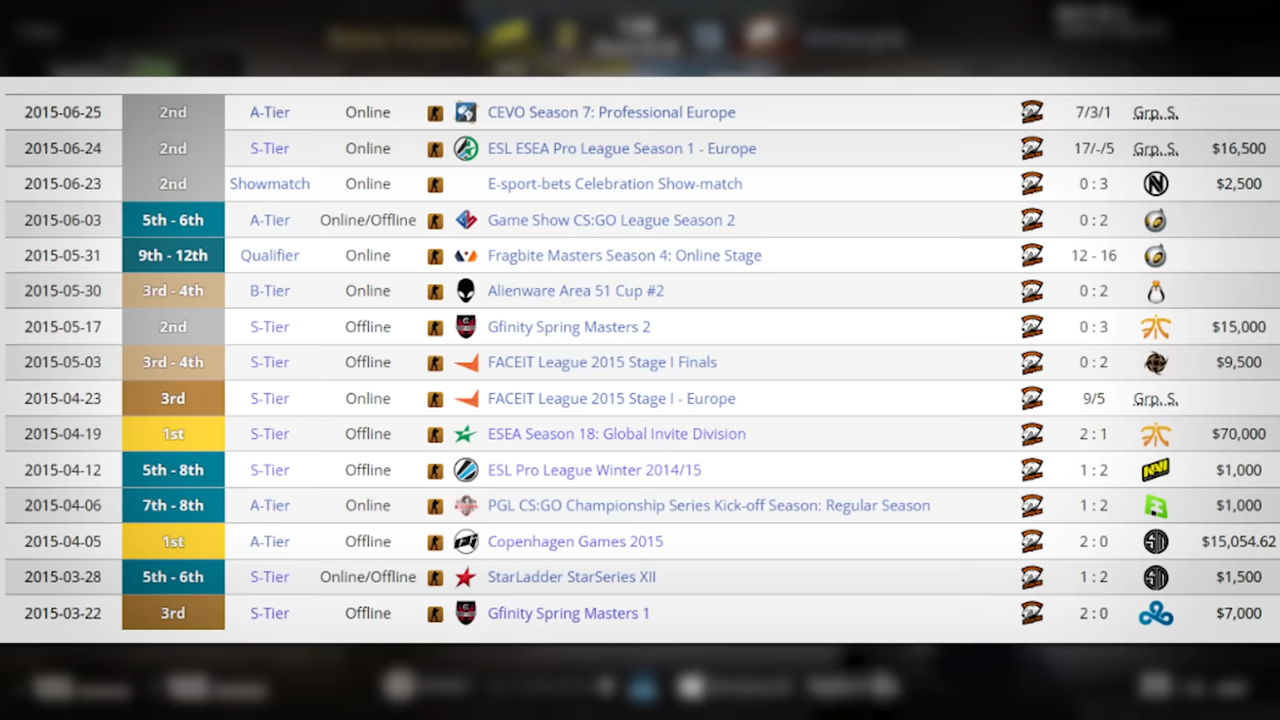 2015-06-25 2nd A-Tier Online CEVO Season 7: Professional Europe 7/3/1 Grp. S.
2015-06-24 2nd S-Tier Online ESL ESEA Pro League Season 1 - Europe 17/-/5 Grp. S. $16,500
2015-06-23 2nd Showmatch Online E-sport-bets Celebration Show-match 0 : 3 $2,500
2015-06-03 5th - 6th A-Tier Online/Offline Game Show CS:GO League Season 2 0 : 2
2015-05-31 9th - 12th Qualifier Online Fragbite Masters Season 4: Online Stage 12 - 16
2015-05-30 3rd - 4th B-Tier Online Alienware Area 51 Cup #2 0 : 2
2015-05-17 2nd S-Tier Offline Gfinity Spring Masters 2 0 : 3 $15,000
2015-05-03 3rd - 4th S-Tier Offline FACEIT League 2015 Stage I Finals 0 : 2 $9,500
2015-04-23 3rd S-Tier Online FACEIT League 2015 Stage I - Europe 9/5 Grp. S.
2015-04-19 1st S-Tier Offline ESEA Season 18: Global Invite Division 2 : 1 $70,000
2015-04-12 5th - 8th S-Tier Offline ESL Pro League Winter 2014/15 1 : 2 NAVI $1,000
2015-04-06 7th - 8th A-Tier Online PGL CS:GO Championship Series Kick-off Season: Regular Season 1 : 2 $1,000
2015-04-05 1st A-Tier Offline Copenhagen Games 2015 2 : 0 $15,054.62
2015-03-28 5th - 6th S-Tier Online/Offline StarLadder StarSeries XII 1 : 2 $1,500
2015-03-22 3rd S-Tier Offline Gfinity Spring Masters 1 2 : 0 $7,000